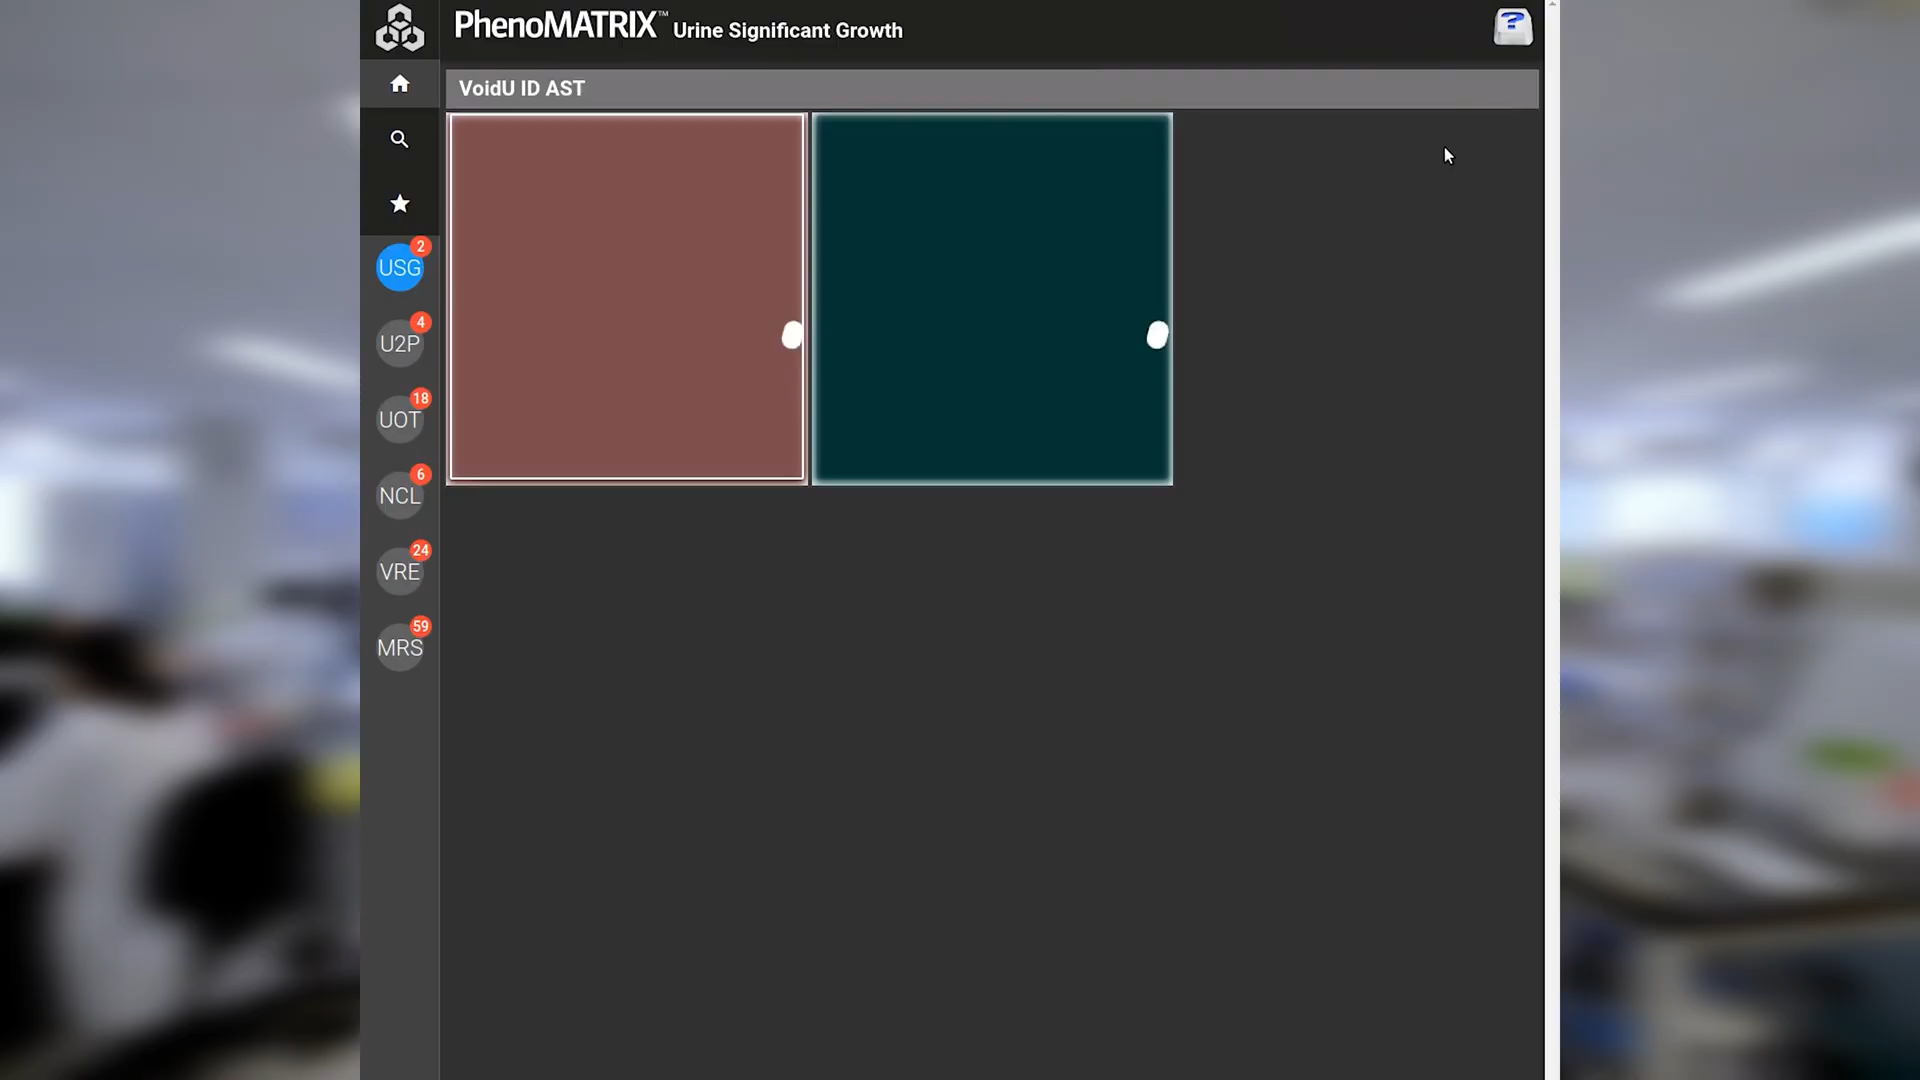 PhenoMATRIX™ Urine Significant Growth
VoidU ID AST
2
USG
4
U2P
18
UOT
6
NCL
24
VRE
59
MRS